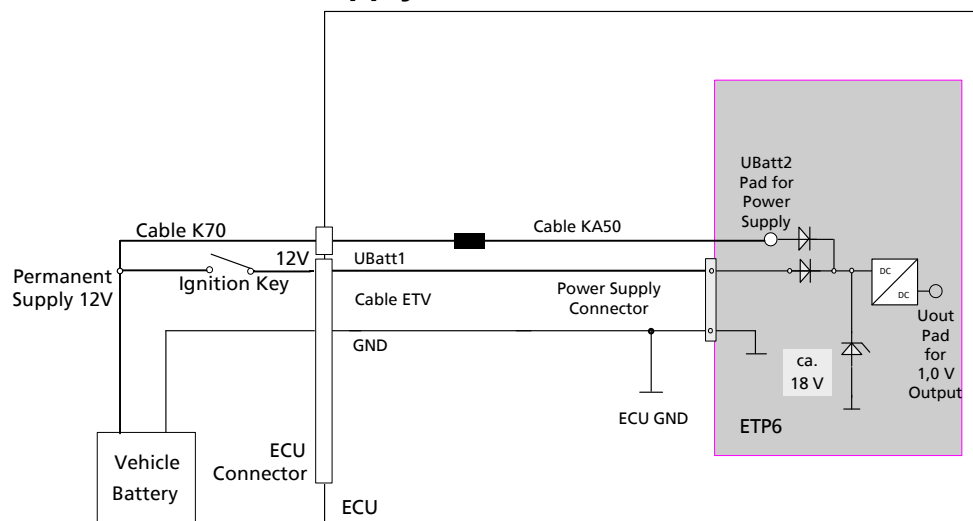 UBatt2
Pad for
Power
Supply
Cable K70
Cable KA50
12V
UBatt1
Permanent
Supply 12V
Ignition Key
Cable ETV
Power Supply
Connector
DC
DC
Uout
Pad
for
1,0 V
Output
GND
ca.
18 V
ECU GND
ETP6
ECU
Connector
Vehicle
Battery
ECU